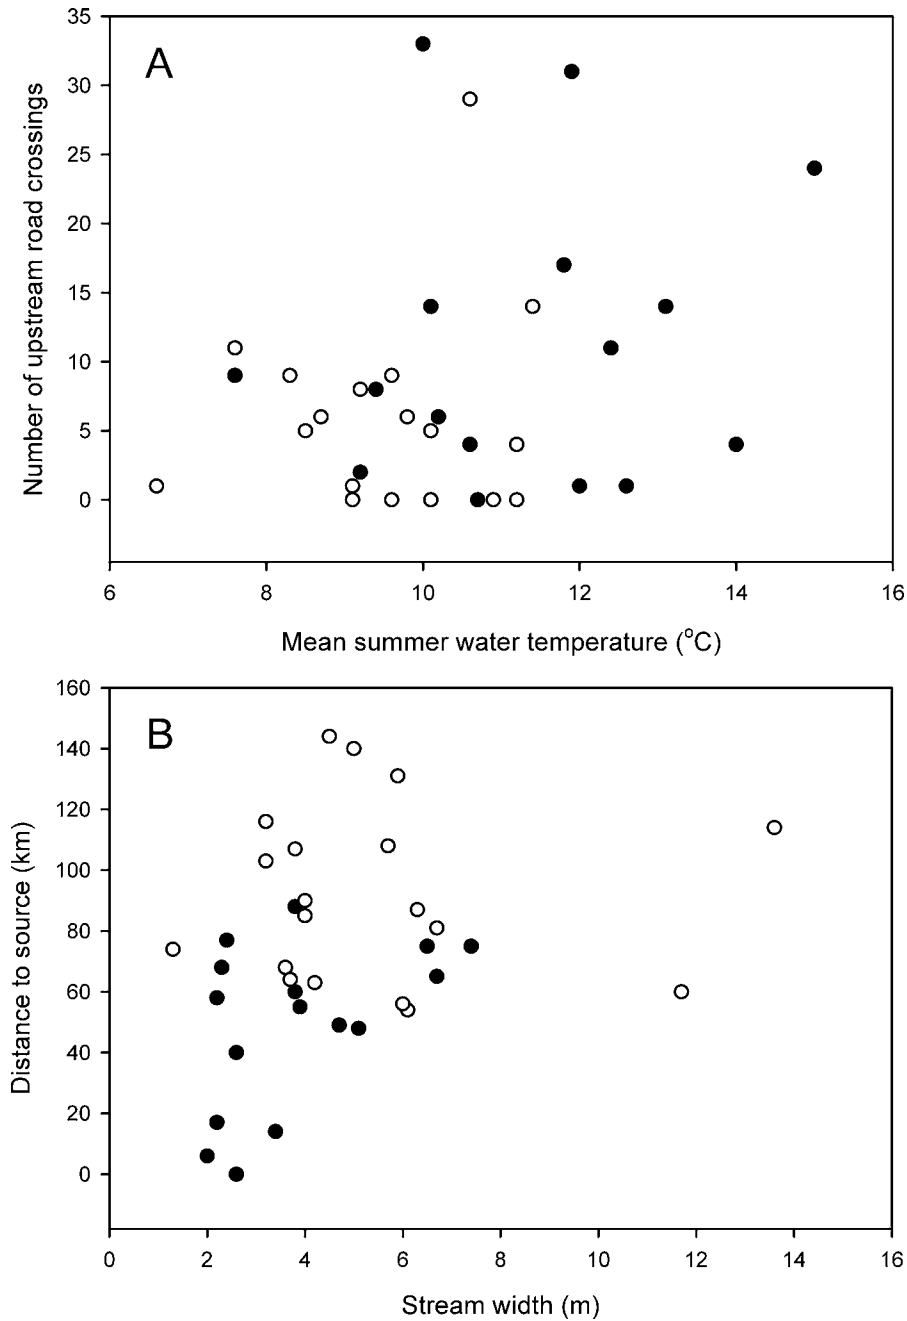 A
35
30
25
20
15
10
5
0
Number of upstream road crossings
6 8 10 12 14 16
Mean summer water temperature (°C)
B
160
140
120
100
80
60
40
20
0
Distance to source (km)
0 2 4 6 8 10 12 14 16
Stream width (m)